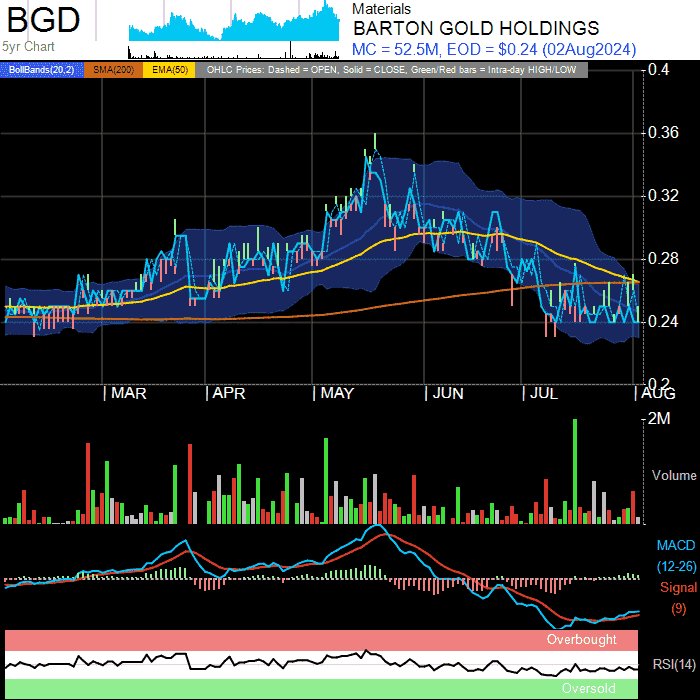 BGD
5yr Chart
Materials
BARTON GOLD HOLDINGS
MC = 52.5M, EOD = $0.24 (02Aug2024)
BollBands(20,2) SMA(200) EMA(50) OHLC Prices: Dashed = OPEN, Solid = CLOSE, Green/Red bars = Intra-day HIGH/LOW
0.4
0.36
0.32
0.28
0.24
0.2
MAR APR MAY JUN JUL AUG
2M
Volume
MACD
(12-26)
Signal
(9)
Overbought
RSI(14)
Oversold